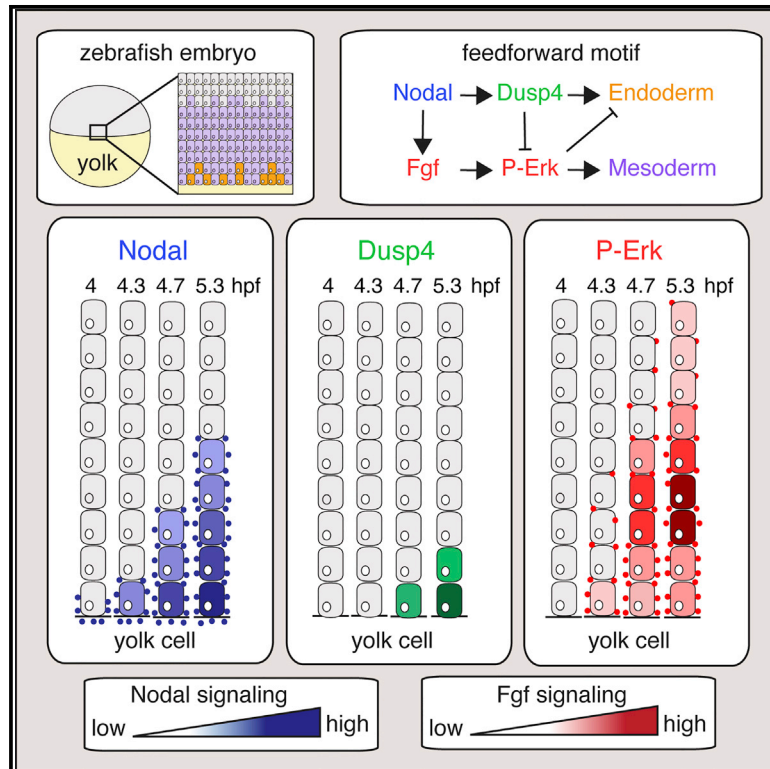 zebrafish embryo
yolk
feedforward motif
Nodal Dusp4 Endoderm
Fgf P-Erk Mesoderm
Nodal
4 4.3 4.7 5.3 hpf
yolk cell
Dusp4
4 4.3 4.7 5.3 hpf
yolk cell
P-Erk
4 4.3 4.7 5.3 hpf
yolk cell
Nodal signaling
low high
Fgf signaling
low high